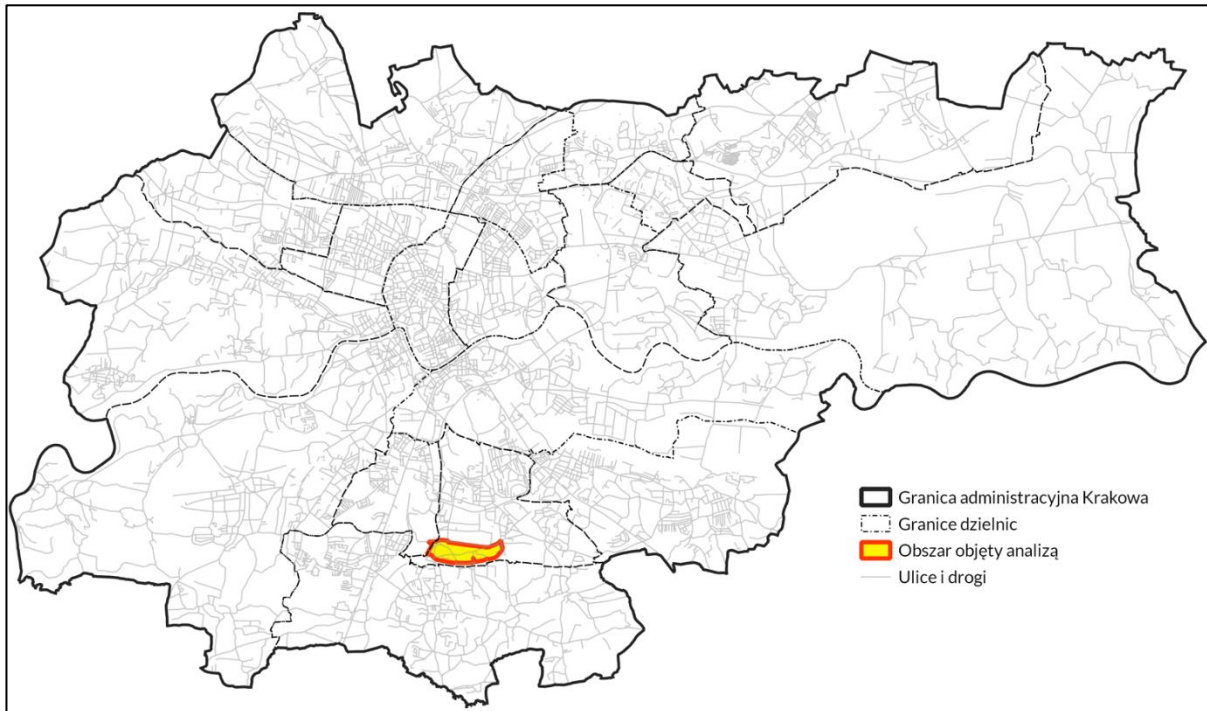 Granica administracyjna Krakowa
Granice dzielnic
Obszar objęty analizą
Ulice i drogi